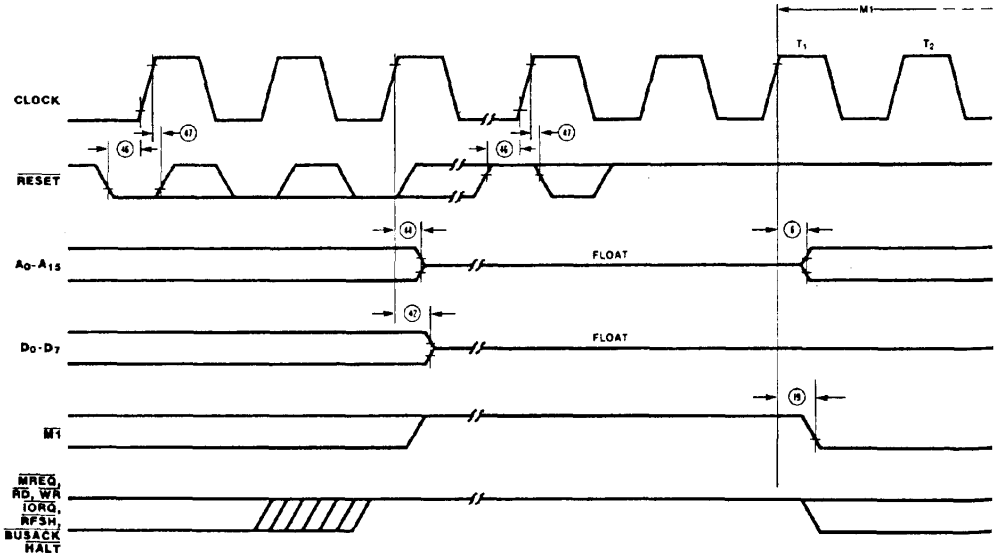 M1
T1
T2
CLOCK
47
47
46
46
RESET
44
6
A0-A15
FLOAT
42
D0-D7
FLOAT
19
M1
MREQ,
RD, WR
IORQ,
RFSH,
BUSACK
HALT